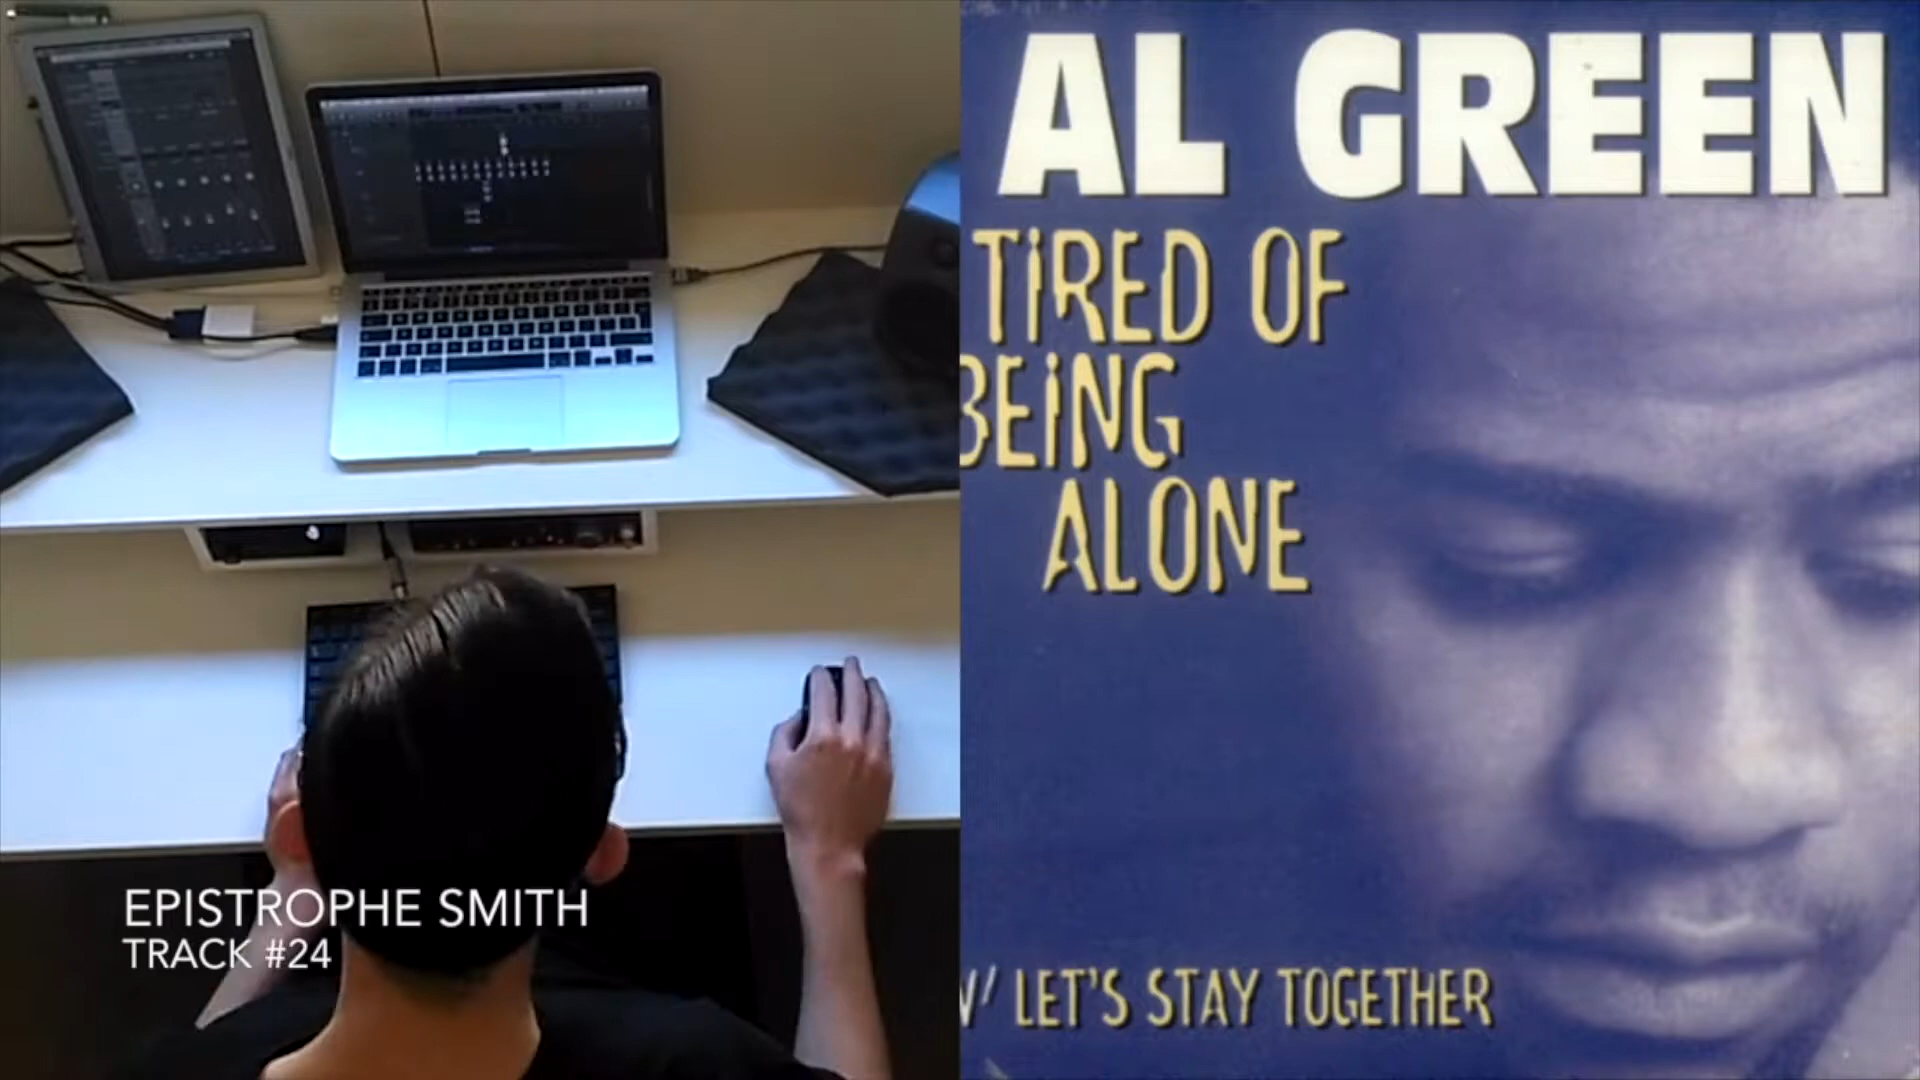 EPISTROPHE SMITH
TRACK #24
AL GREEN
TIRED OF
BEING
ALONE
W/ LET'S STAY TOGETHER